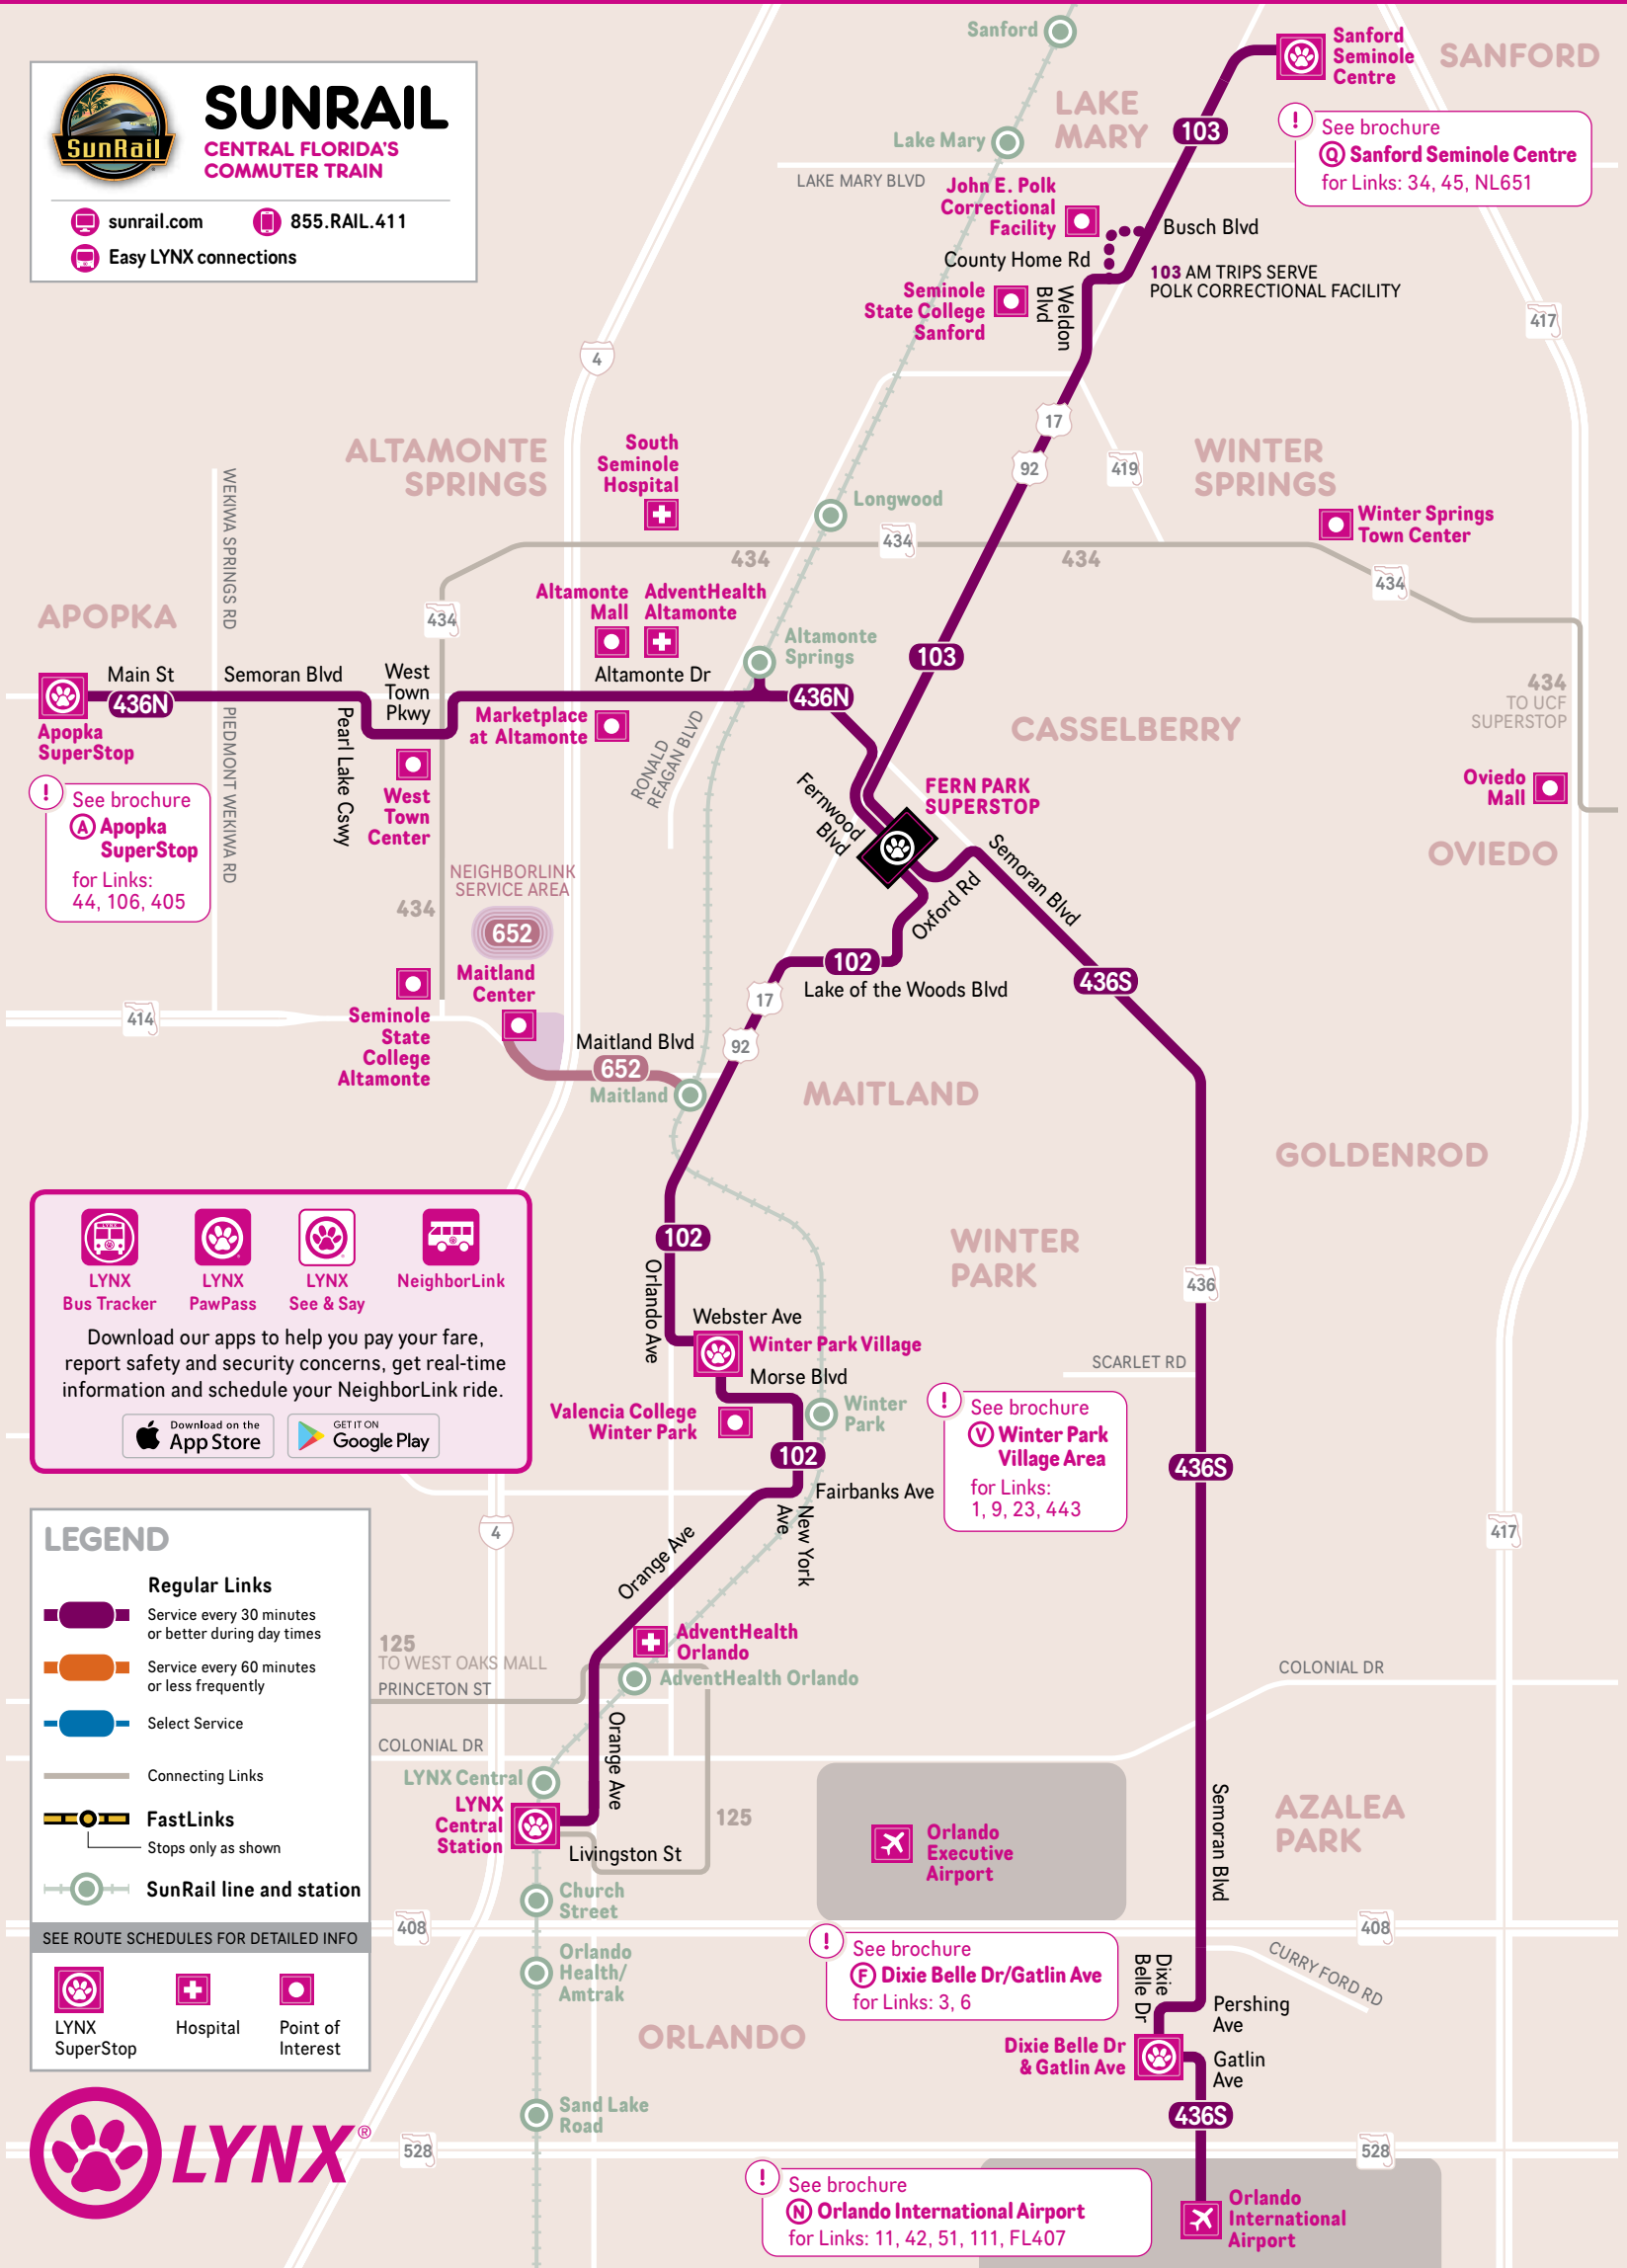 SunRail
SUNRAIL
CENTRAL FLORIDA'S
COMMUTER TRAIN
sunrail.com
855.RAIL.411
Easy LYNX connections
Sanford
Sanford
Seminole
Centre
SANFORD
LAKE
MARY
Lake Mary
103
!
See brochure
Q Sanford Seminole Centre
for Links: 34, 45, NL651
LAKE MARY BLVD
John E. Polk
Correctional
Facility
Busch Blvd
County Home Rd
103 AM TRIPS SERVE
POLK CORRECTIONAL FACILITY
Seminole
State College
Sanford
Weldon
Blvd
417
4
17
92
419
ALTAMONTE
SPRINGS
South
Seminole
Hospital
WINTER
SPRINGS
Longwood
Winter Springs
Town Center
WEKIWA SPRINGS RD
434
434
434
434
434
APOPKA
Altamonte
Mall
AdventHealth
Altamonte
Altamonte
Springs
103
Main St
436N
Semoran Blvd
West
Town
Pkwy
Altamonte Dr
436N
434
TO UCF
SUPERSTOP
Apopka
SuperStop
PIEDMONT WEKIWA RD
Pearl Lake Cswy
Marketplace
at Altamonte
RONALD
REAGAN BLVD
CASSELBERRY
!
See brochure
A Apopka
SuperStop
for Links:
44, 106, 405
West
Town
Center
Fernwood
Blvd
FERN PARK
SUPERSTOP
Oviedo
Mall
OVIEDO
Semoran Blvd
Oxford Rd
NEIGHBORLINK
SERVICE AREA
652
434
102
Lake of the Woods Blvd
436S
Maitland
Center
17
92
414
Seminole
State
College
Altamonte
Maitland Blvd
652
Maitland
MAITLAND
GOLDENROD
LYNX
LYNX
Bus Tracker
LYNX
PawPass
LYNX
See & Say
NeighborLink
Download our apps to help you pay your fare,
report safety and security concerns, get real-time
information and schedule your NeighborLink ride.
Download on the
App Store
GET IT ON
Google Play
102
WINTER
PARK
436
Orlando Ave
Webster Ave
Winter Park Village
Morse Blvd
SCARLET RD
Valencia College
Winter Park
Winter
Park
102
!
See brochure
V Winter Park
Village Area
for Links:
1, 9, 23, 443
436S
Fairbanks Ave
New York
Ave
417
4
Orange Ave
LEGEND
Regular Links
Service every 30 minutes
or better during day times
Service every 60 minutes
or less frequently
Select Service
Connecting Links
FastLinks
Stops only as shown
SunRail line and station
SEE ROUTE SCHEDULES FOR DETAILED INFO
LYNX
SuperStop
Hospital
Point of
Interest
125
TO WEST OAKS MALL
PRINCETON ST
AdventHealth
Orlando
AdventHealth Orlando
COLONIAL DR
COLONIAL DR
Orange Ave
LYNX Central
LYNX
Central
Station
125
Livingston St
Orlando
Executive
Airport
Semoran Blvd
AZALEA
PARK
Church
Street
408
408
Orlando
Health/
Amtrak
!
See brochure
F Dixie Belle Dr/Gatlin Ave
for Links: 3, 6
Dixie
Belle Dr
CURRY FORD RD
Pershing
Ave
ORLANDO
Dixie Belle Dr
& Gatlin Ave
Gatlin
Ave
436S
Sand Lake
Road
LYNX®
528
528
!
See brochure
N Orlando International Airport
for Links: 11, 42, 51, 111, FL407
Orlando
International
Airport